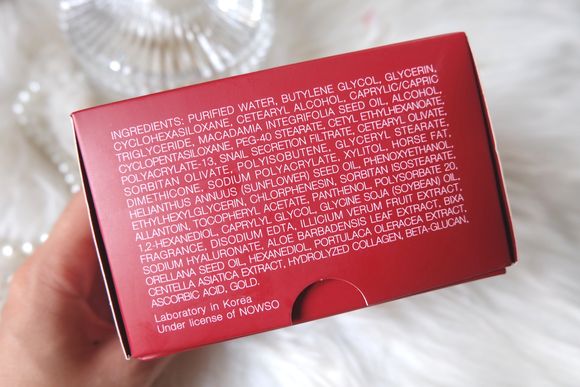 INGREDIENTS: PURIFIED WATER, BUTYLENE GLYCOL, GLYCERIN,
CYCLOHEXASILOXANE, CETEARYL ALCOHOL, CAPRYLIC/CAPRIC
TRIGLYCERIDE, MACADAMIA INTEGRIFOLIA SEED OIL, ALCOHOL,
CYCLOPENTASILOXANE, PEG-40 STEARATE, CETYL ETHYLHEXANOATE,
POLYACRYLATE-13, SNAIL SECRETION FILTRATE, CETEARYL OLIVATE,
SORBITAN OLIVATE, POLYISOBUTENE, GLYCERYL STEARATE,
DIMETHICONE, SODIUM POLYACRYLATE, XYLITOL, HORSE FAT,
HELIANTHUS ANNUUS (SUNFLOWER) SEED OIL, PHENOXYETHANOL,
ETHYLHEXYLGLYCERIN, CHLORPHENESIN, SORBITAN ISOSTEARATE,
ALLANTOIN, TOCOPHERYL ACETATE, PANTHENOL, POLYSORBATE 20,
1,2-HEXANEDIOL, CAPRYLYL GLYCOL, GLYCINE SOJA (SOYBEAN) OIL,
FRAGRANCE, DISODIUM EDTA, ILLICIUM VERUM FRUIT EXTRACT,
SODIUM HYALURONATE, ALOE BARBADENSIS LEAF EXTRACT, BIXA
ORELLANA SEED OIL, HEXANEDIOL, PORTULACA OLERACEA EXTRACT,
CENTELLA ASIATICA EXTRACT, HYDROLYZED COLLAGEN, BETA-GLUCAN,
ASCORBIC ACID, GOLD.
Laboratory in Korea
Under license of NOWSO